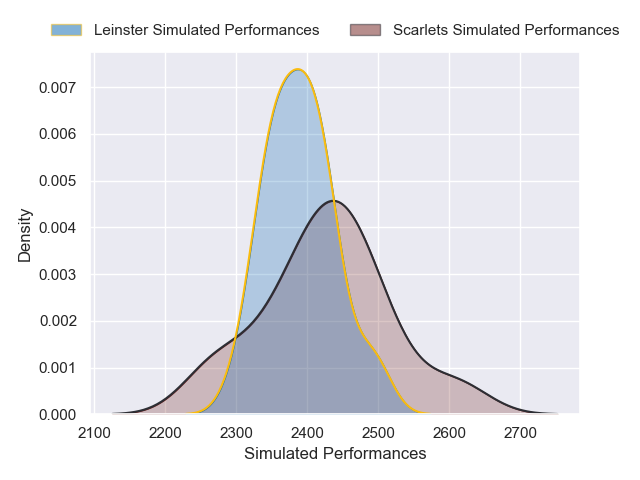 Leinster Simulated Performances
Scarlets Simulated Performances
Density
0.007
0.006
0.005
0.004
0.003
0.002
0.001
0.000
2100 2200 2300 2400 2500 2600 2700
Simulated Performances